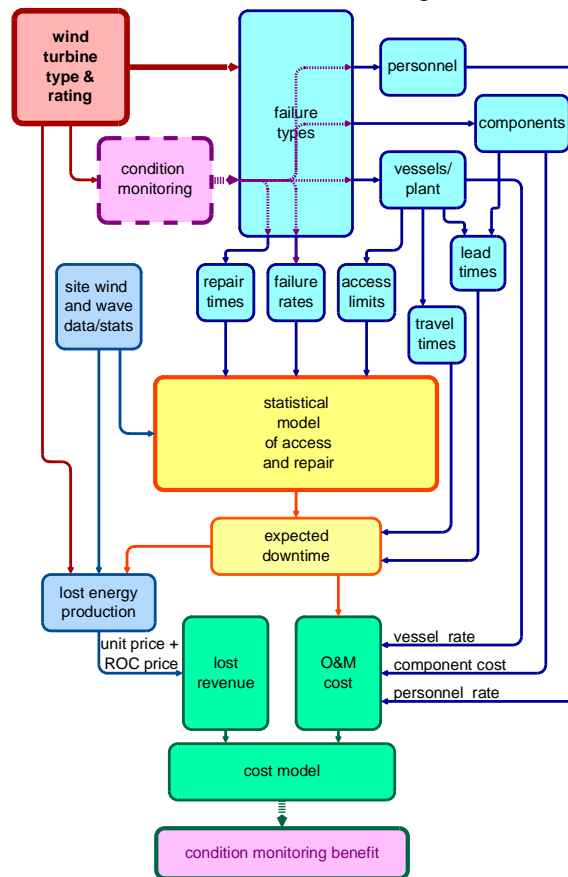 wind
turbine
type &
rating
personnel
failure
types
components
condition
monitoring
vessels/
plant
lead
times
repair
times
failure
rates
access
limits
travel
times
site wind
and wave
data/stats
statistical
model
of access
and repair
expected
downtime
lost energy
production
unit price +
ROC price
lost
revenue
O&M
cost
vessel rate
component cost
personnel rate
cost model
condition monitoring benefit